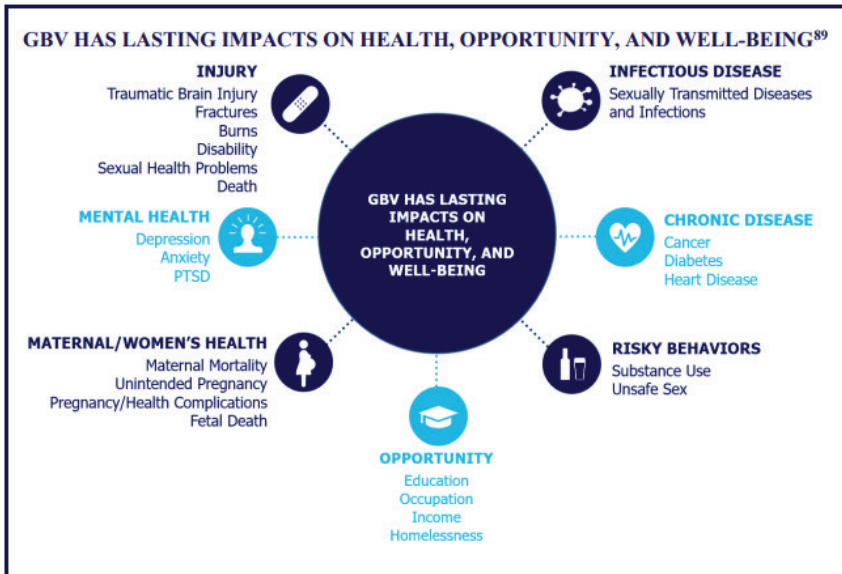 GBV HAS LASTING IMPACTS ON HEALTH, OPPORTUNITY, AND WELL-BEING89
INJURY
Traumatic Brain Injury
Fractures
Burns
Disability
Sexual Health Problems
Death
INFECTIOUS DISEASE
Sexually Transmitted Diseases
and Infections
GBV HAS LASTING
IMPACTS ON
HEALTH,
OPPORTUNITY, AND
WELL-BEING
MENTAL HEALTH
Depression
Anxiety
PTSD
CHRONIC DISEASE
Cancer
Diabetes
Heart Disease
MATERNAL/WOMEN'S HEALTH
Maternal Mortality
Unintended Pregnancy
Pregnancy/Health Complications
Fetal Death
RISKY BEHAVIORS
Substance Use
Unsafe Sex
OPPORTUNITY
Education
Occupation
Income
Homelessness